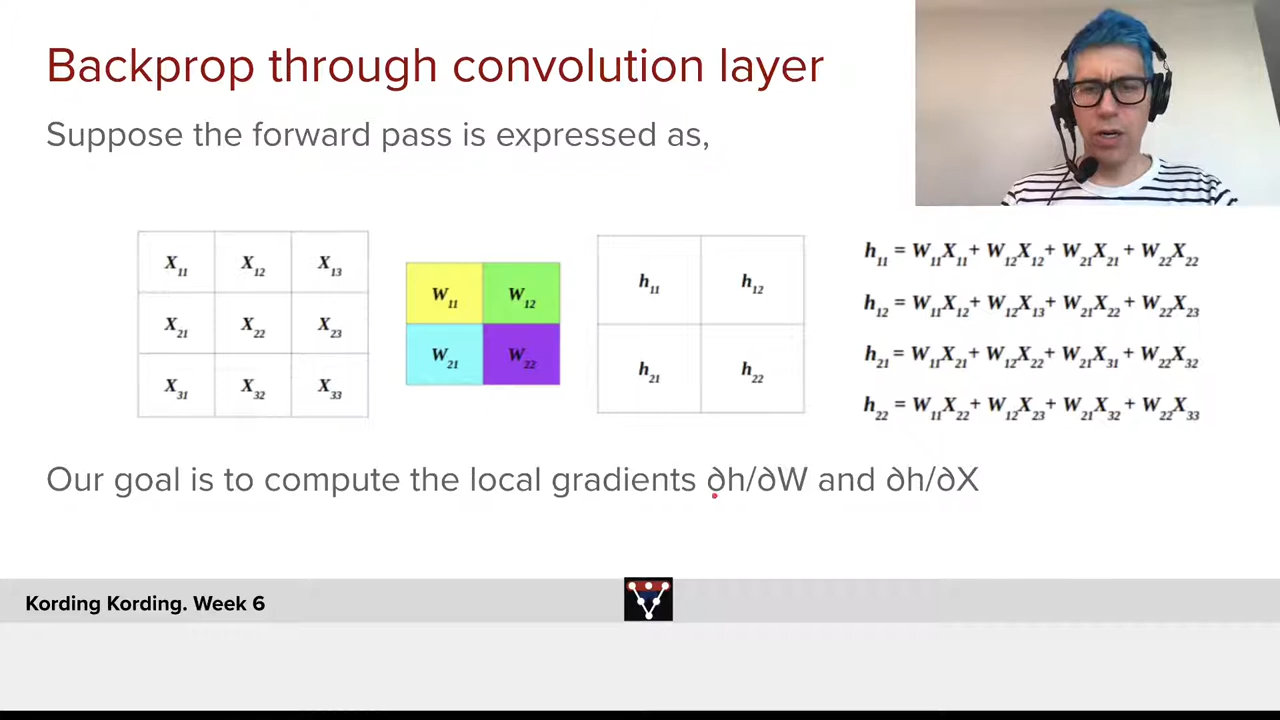 Backprop through convolution layer
Suppose the forward pass is expressed as,
X₁₁ X₁₂ X₁₃
X₂₁ X₂₂ X₂₃
X₃₁ X₃₂ X₃₃
W₁₁ W₁₂
W₂₁ W₂₂
h₁₁ h₁₂
h₂₁ h₂₂
h₁₁ = W₁₁X₁₁ + W₁₂X₁₂ + W₂₁X₂₁ + W₂₂X₂₂
h₁₂ = W₁₁X₁₂ + W₁₂X₁₃ + W₂₁X₂₂ + W₂₂X₂₃
h₂₁ = W₁₁X₂₁ + W₁₂X₂₂ + W₂₁X₃₁ + W₂₂X₃₂
h₂₂ = W₁₁X₂₂ + W₁₂X₂₃ + W₂₁X₃₂ + W₂₂X₃₃
Our goal is to compute the local gradients ∂h/∂W and ∂h/∂X
Kording Kording. Week 6